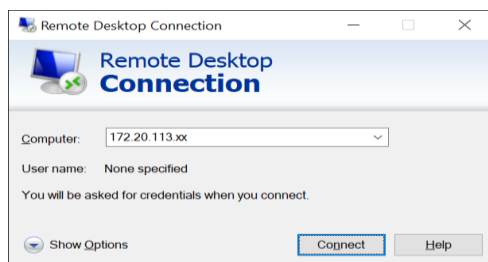 Remote Desktop Connection
Remote Desktop
Connection
Computer: 172.20.113.xx
User name: None specified
You will be asked for credentials when you connect.
Show Options Connect Help